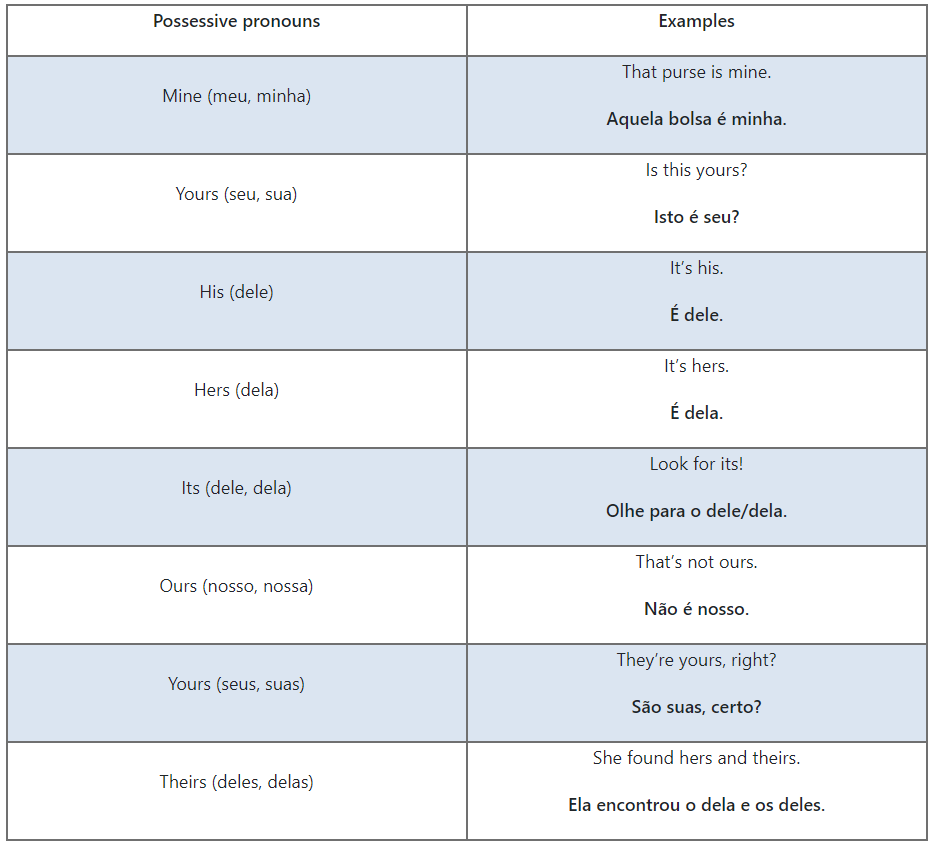 Possessive pronouns
Examples
Mine (meu, minha)
That purse is mine.
Aquela bolsa é minha.
Yours (seu, sua)
Is this yours?
Isto é seu?
His (dele)
It’s his.
É dele.
Hers (dela)
It’s hers.
É dela.
Its (dele, dela)
Look for its!
Olhe para o dele/dela.
Ours (nosso, nossa)
That’s not ours.
Não é nosso.
Yours (seus, suas)
They’re yours, right?
São suas, certo?
Theirs (deles, delas)
She found hers and theirs.
Ela encontrou o dela e os deles.